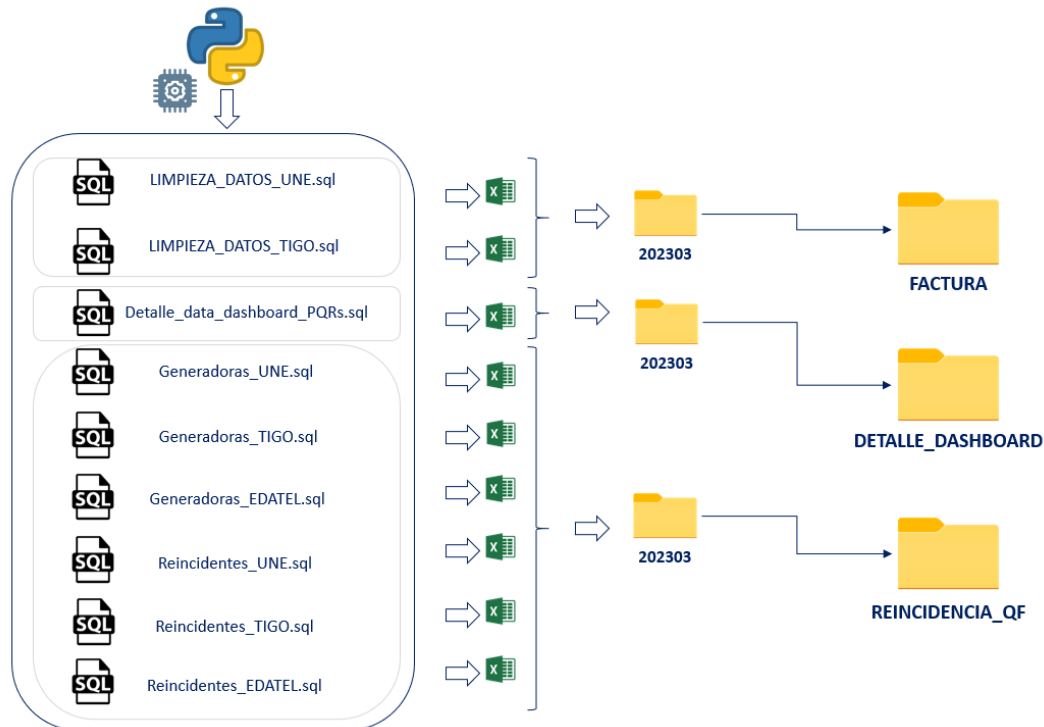 SQL LIMPIEZA_DATOS_UNE.sql
SQL LIMPIEZA_DATOS_TIGO.sql
SQL Detalle_data_dashboard_PQRs.sql
SQL Generadoras_UNE.sql
SQL Generadoras_TIGO.sql
SQL Generadoras_EDATEL.sql
SQL Reincidentes_UNE.sql
SQL Reincidentes_TIGO.sql
SQL Reincidentes_EDATEL.sql
X
X
X
X
X
X
X
X
X
202303
202303
202303
FACTURA
DETALLE_DASHBOARD
REINCIDENCIA_QF